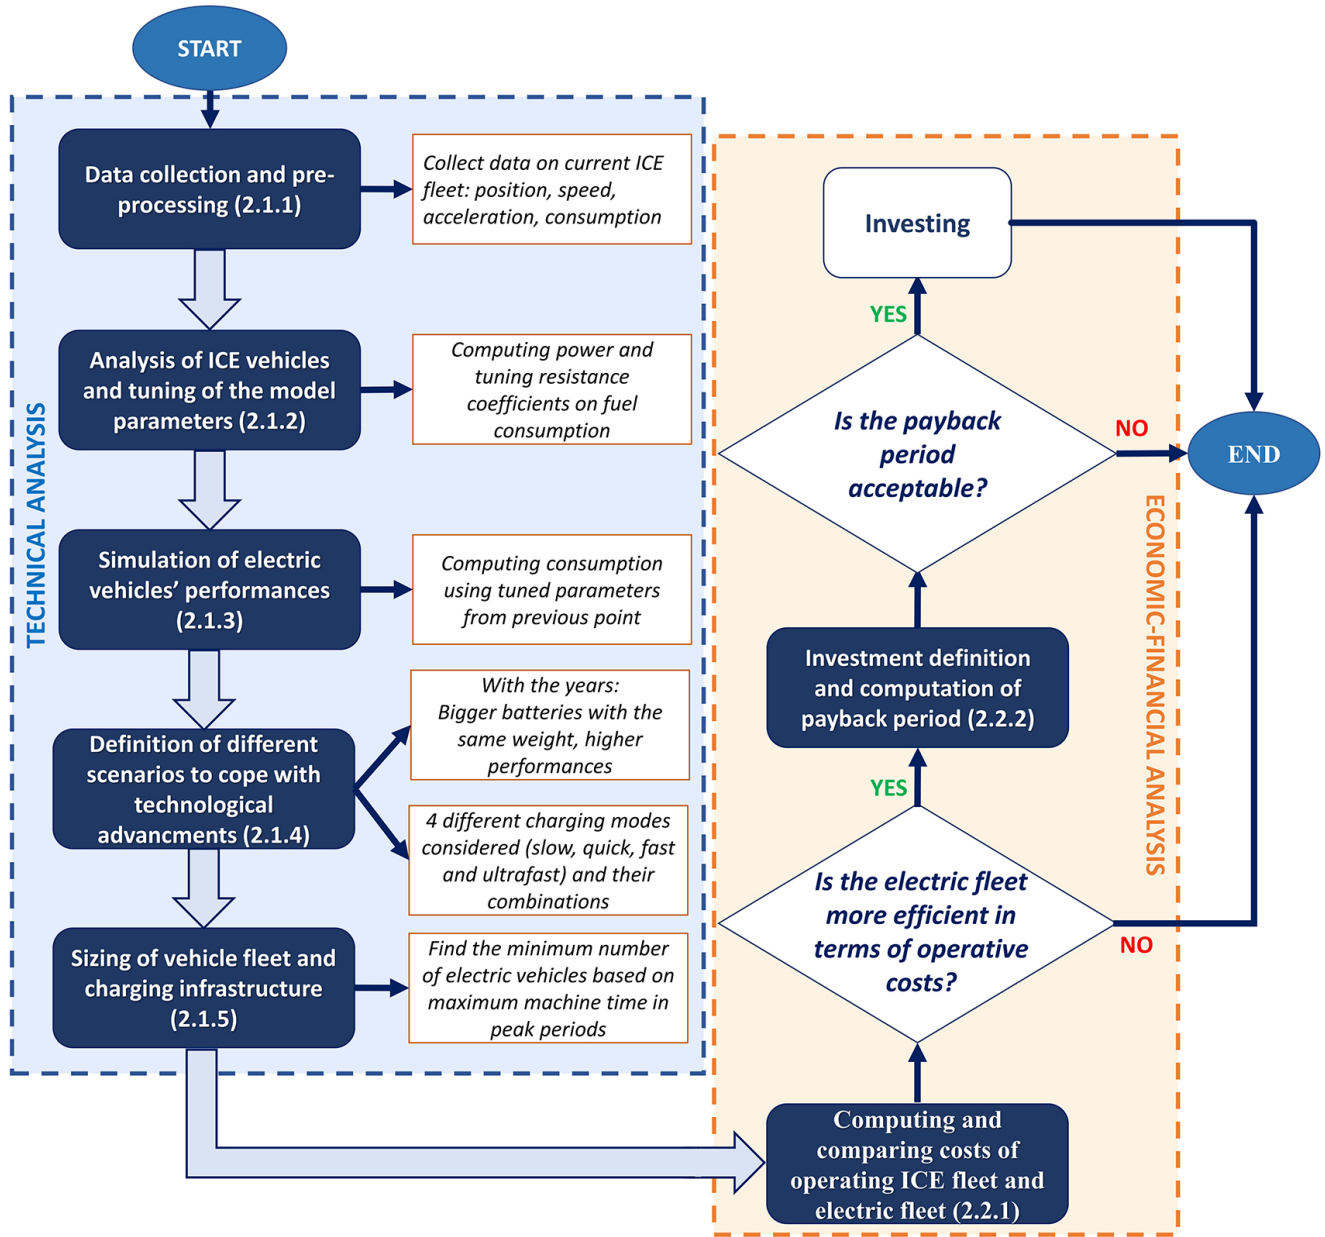 START
TECHNICAL ANALYSIS
Data collection and pre-
processing (2.1.1)
Collect data on current ICE
fleet: position, speed,
acceleration, consumption
Analysis of ICE vehicles
and tuning of the model
parameters (2.1.2)
Computing power and
tuning resistance
coefficients on fuel
consumption
Simulation of electric
vehicles’ performances
(2.1.3)
Computing consumption
using tuned parameters
from previous point
Definition of different
scenarios to cope with
technological
advancments (2.1.4)
With the years:
Bigger batteries with the
same weight, higher
performances
4 different charging modes
considered (slow, quick, fast
and ultrafast) and their
combinations
Sizing of vehicle fleet and
charging infrastructure
(2.1.5)
Find the minimum number
of electric vehicles based on
maximum machine time in
peak periods
ECONOMIC-FINANCIAL ANALYSIS
Computing and
comparing costs of
operating ICE fleet and
electric fleet (2.2.1)
Is the electric fleet
more efficient in
terms of operative
costs?
NO
YES
Investment definition
and computation of
payback period (2.2.2)
Is the payback
period
acceptable?
NO
YES
Investing
END